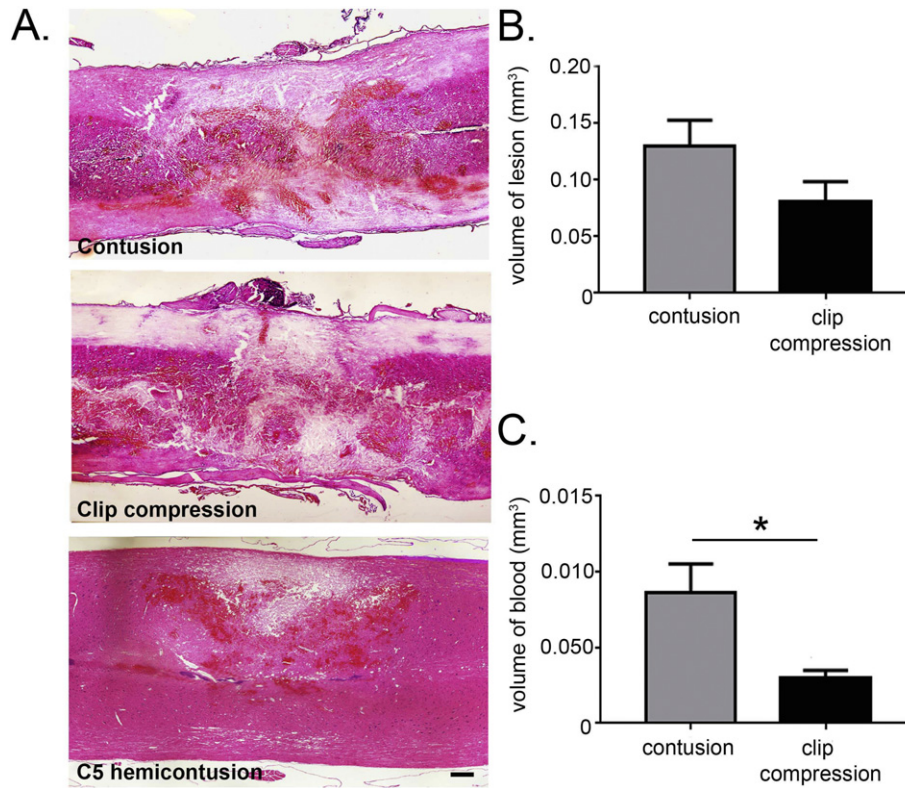 A.
Contusion
Clip compression
C5 hemicontusion
B.
volume of lesion (mm³)
0.20
0.15
0.10
0.05
0
contusion
clip
compression
C.
volume of blood (mm³)
0.015
0.010
0.050
0
*
contusion
clip
compression